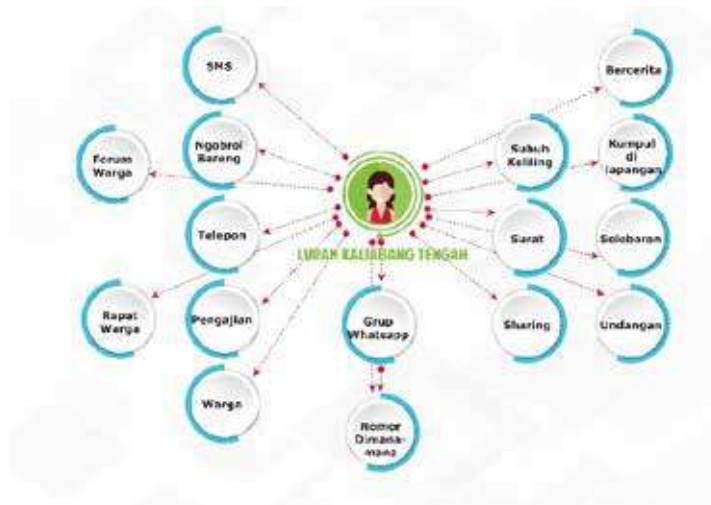 SMS
Bercerita
Ngobrol
Bareng
Forum
Warga
Subuh
Keliling
Kumpul
di
lapangan
Telepon
LURAH KALIABANG TENGAH
Surat
Selebaran
Rapat
Warga
Pengajian
Grup
Whatsapp
Sharing
Undangan
Warga
Nomor
Dimana-
mana